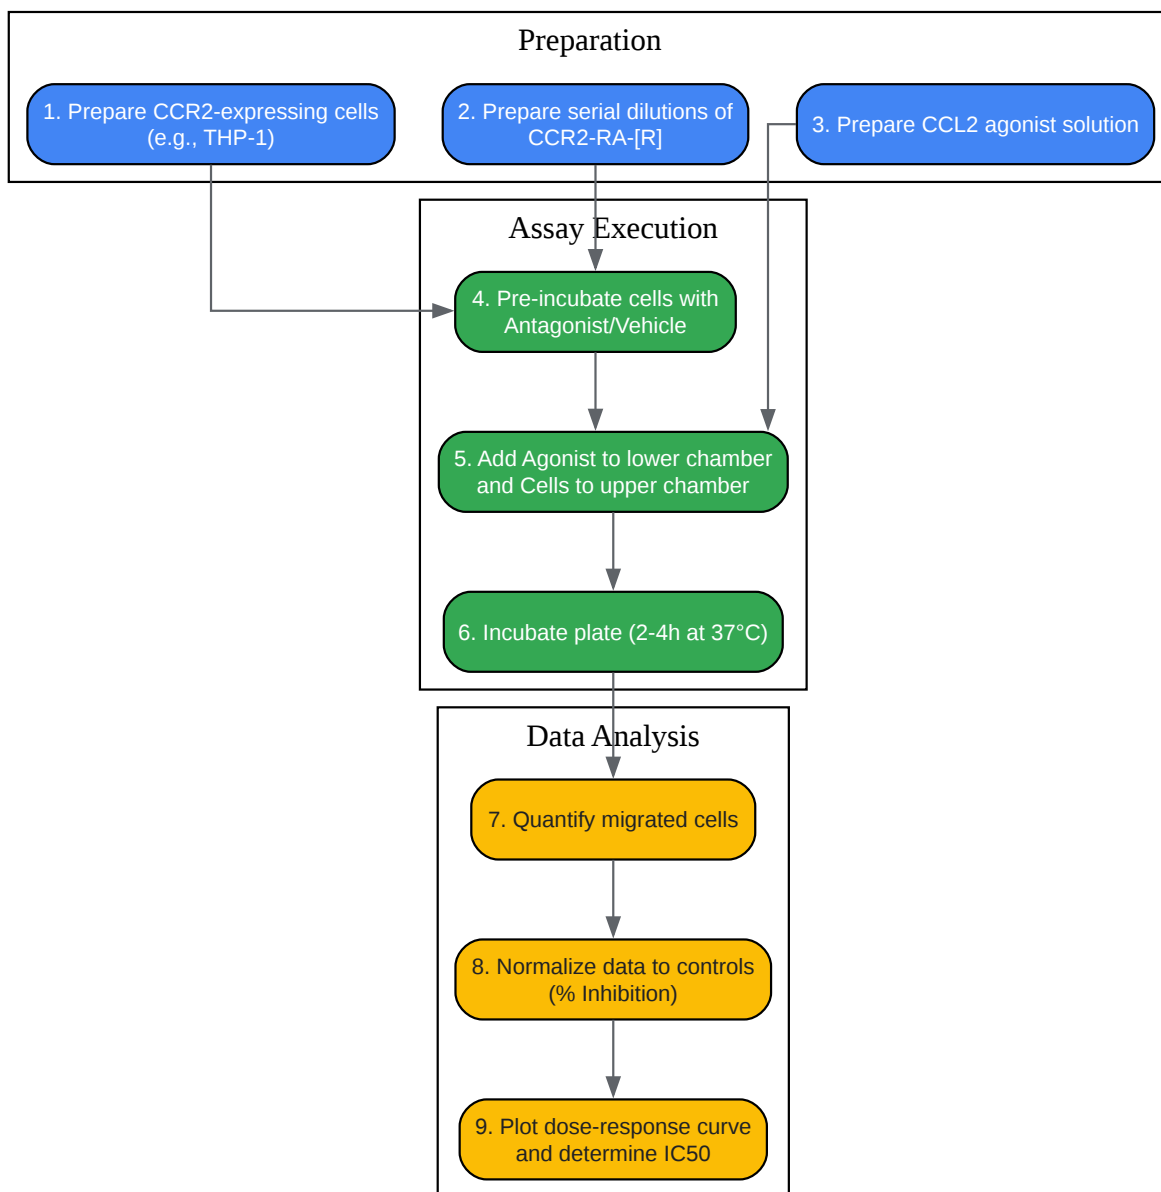 Preparation
1. Prepare CCR2-expressing cells
(e.g., THP-1)
2. Prepare serial dilutions of
CCR2-RA-[R]
3. Prepare CCL2 agonist solution
Assay Execution
4. Pre-incubate cells with
Antagonist/Vehicle
5. Add Agonist to lower chamber
and Cells to upper chamber
6. Incubate plate (2-4h at 37°C)
Data Analysis
7. Quantify migrated cells
8. Normalize data to controls
(% Inhibition)
9. Plot dose-response curve
and determine IC50